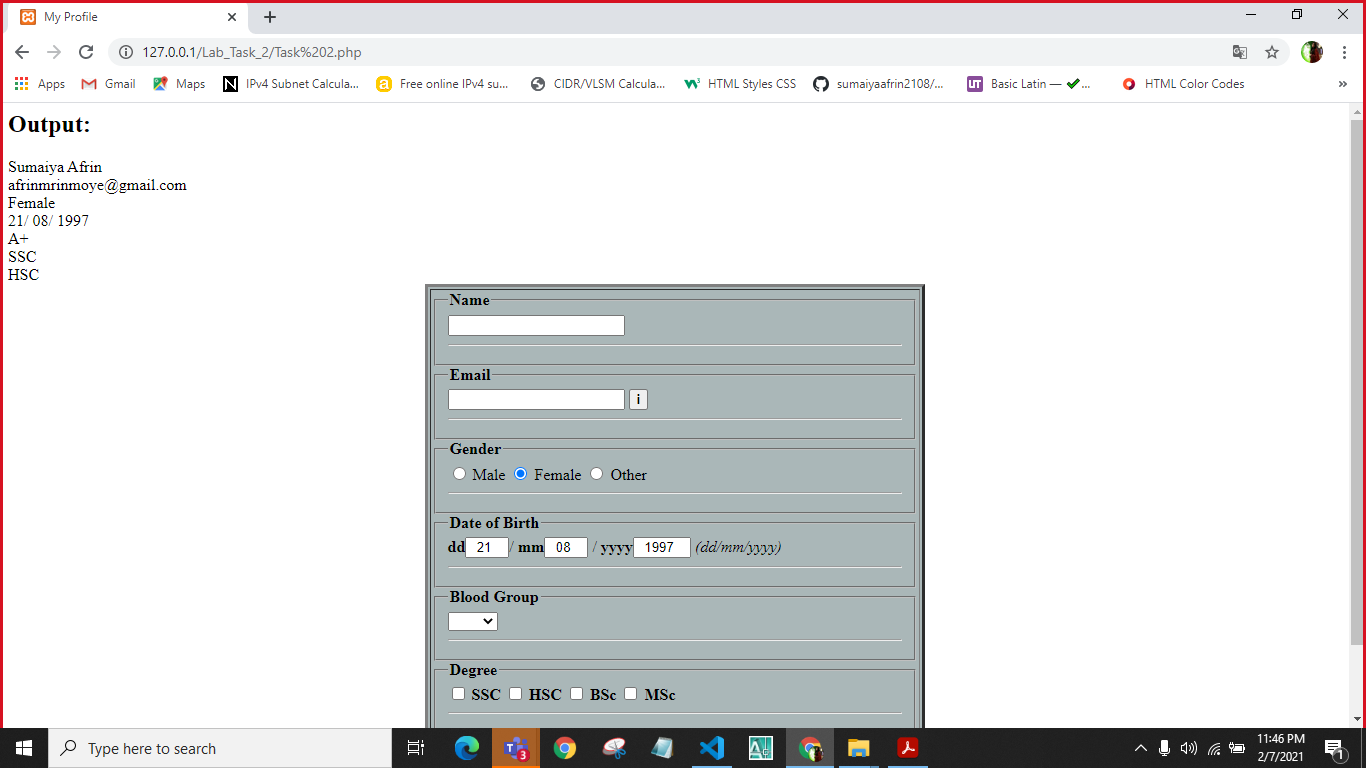 My Profile
127.0.0.1/Lab_Task_2/Task%202.php
Apps Gmail Maps IPv4 Subnet Calcula... Free online IPv4 su... CIDR/VLSM Calcula... W3 HTML Styles CSS sumaiyaafrin2108/... UT Basic Latin — ✔... HTML Color Codes »
Output:
Sumaiya Afrin
afrinmrinmoye@gmail.com
Female
21/ 08/ 1997
A+
SSC
HSC
Name
Email
i
Gender
Male Female Other
Date of Birth
dd 21 / mm 08 / yyyy 1997 (dd/mm/yyyy)
Blood Group
Degree
SSC HSC BSc MSc
Type here to search
3
11:46 PM
2/7/2021
1